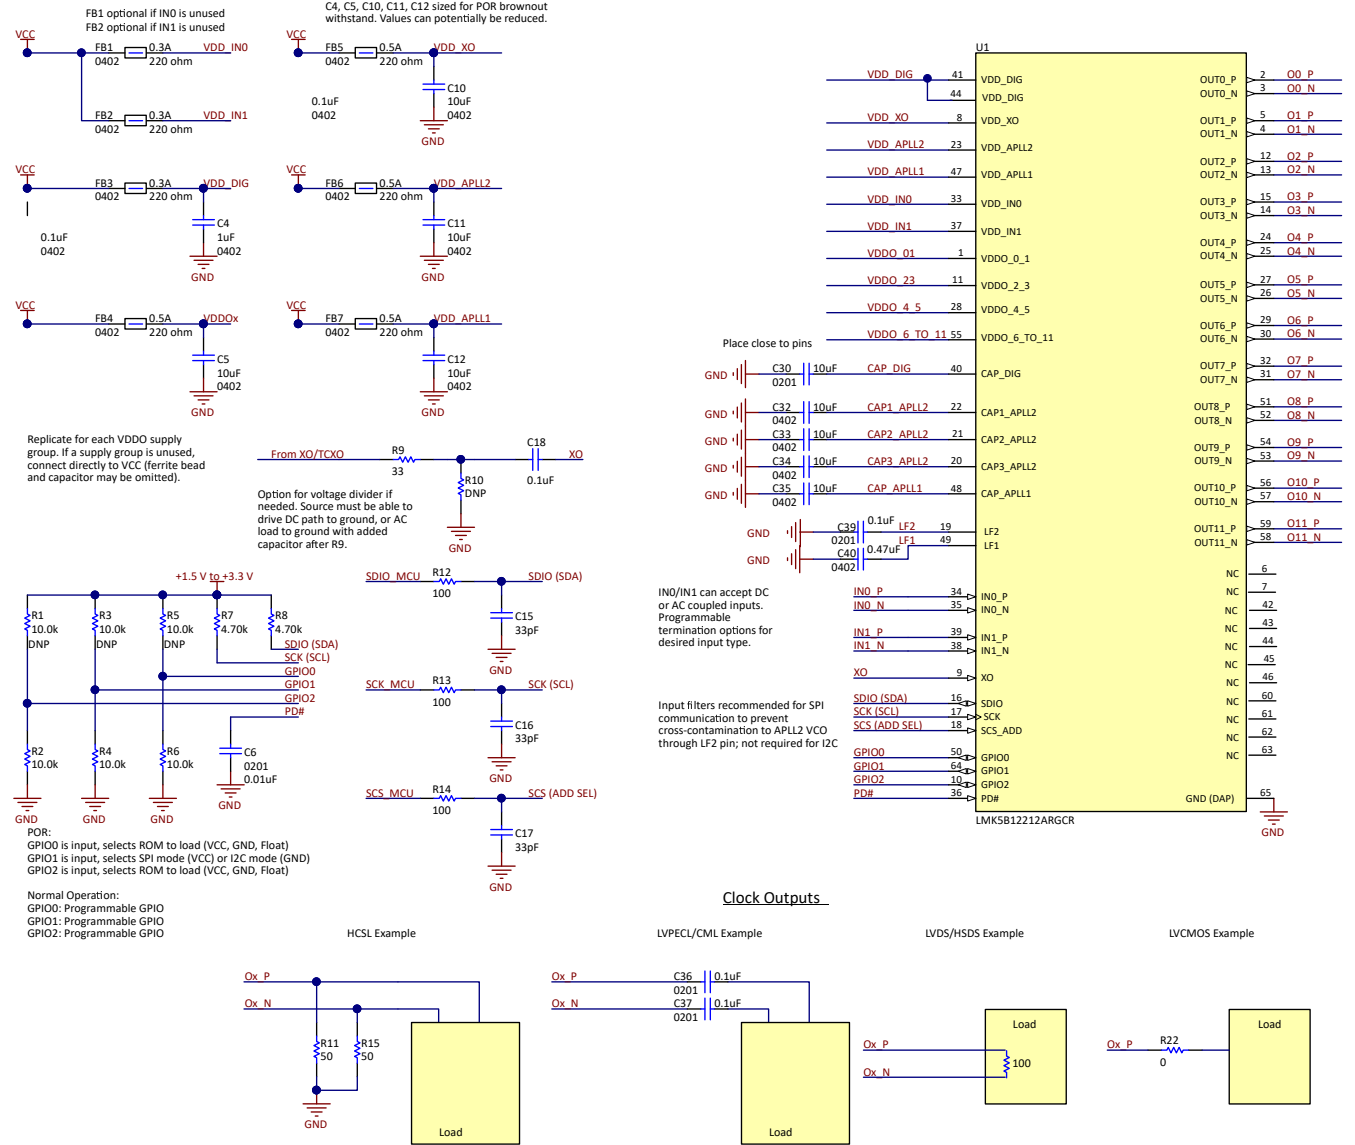 FB1 optional if IN0 is unused
FB2 optional if IN1 is unused
VCC
FB1
0402
0.3A
220 ohm
VDD_IN0
FB2
0402
0.3A
220 ohm
VDD_IN1
C4, C5, C10, C11, C12 sized for POR brownout
withstand. Values can potentially be reduced.
VCC
FB5
0402
0.5A
220 ohm
VDD_XO
C10
10uF
0402
GND
0.1uF
0402
VCC
FB3
0402
0.3A
220 ohm
VDD_DIG
C4
1uF
0402
GND
0.1uF
0402
VCC
FB6
0402
0.5A
220 ohm
VDD_APLL2
C11
10uF
0402
GND
VCC
FB4
0402
0.5A
220 ohm
VDDOx
C5
10uF
0402
GND
VCC
FB7
0402
0.5A
220 ohm
VDD_APLL1
C12
10uF
0402
GND
Replicate for each VDDO supply
group. If a supply group is unused,
connect directly to VCC (ferrite bead
and capacitor may be omitted).
From XO/TCXO
R9
33
R10
DNP
GND
C18
0.1uF
XO
Option for voltage divider if
needed. Source must be able to
drive DC path to ground, or AC
load to ground with added
capacitor after R9.
+1.5 V to +3.3 V
R1
10.0k
DNP
R3
10.0k
DNP
R5
10.0k
DNP
R7
4.70k
R8
4.70k
SDIO (SDA)
SCK (SCL)
GPIO0
GPIO1
GPIO2
PD#
R2
10.0k
R4
10.0k
R6
10.0k
C6
0201
0.01uF
GND
GND
GND
GND
POR:
GPIO0 is input, selects ROM to load (VCC, GND, Float)
GPIO1 is input, selects SPI mode (VCC) or I2C mode (GND)
GPIO2 is input, selects ROM to load (VCC, GND, Float)
Normal Operation:
GPIO0: Programmable GPIO
GPIO1: Programmable GPIO
GPIO2: Programmable GPIO
SDIO_MCU
R12
100
SDIO (SDA)
C15
33pF
GND
SCK_MCU
R13
100
SCK (SCL)
C16
33pF
GND
SCS_MCU
R14
100
SCS (ADD SEL)
C17
33pF
GND
U1
VDD_DIG 41 VDD_DIG
44 VDD_DIG
VDD_XO 8 VDD_XO
VDD_APLL2 23 VDD_APLL2
VDD_APLL1 47 VDD_APLL1
VDD_IN0 33 VDD_IN0
VDD_IN1 37 VDD_IN1
VDDO_01 1 VDDO_0_1
VDDO_23 11 VDDO_2_3
VDDO_4_5 28 VDDO_4_5
VDDO_6_TO_11 55 VDDO_6_TO_11
Place close to pins
GND C30 0201 10uF CAP_DIG 40 CAP_DIG
GND C32 0402 10uF CAP1_APLL2 22 CAP1_APLL2
GND C33 0402 10uF CAP2_APLL2 21 CAP2_APLL2
GND C34 0402 10uF CAP3_APLL2 20 CAP3_APLL2
GND C35 0402 10uF CAP_APLL1 48 CAP_APLL1
GND C39 0201 0.1uF LF2 19 LF2
GND C40 0402 0.47uF LF1 49 LF1
IN0/IN1 can accept DC
or AC coupled inputs.
Programmable
termination options for
desired input type.
IN0_P 34 IN0_P
IN0_N 35 IN0_N
IN1_P 39 IN1_P
IN1_N 38 IN1_N
XO 9 XO
Input filters recommended for SPI
communication to prevent
cross-contamination to APLL2 VCO
through LF2 pin; not required for I2C
SDIO (SDA) 16 SDIO
SCK (SCL) 17 SCK
SCS (ADD SEL) 18 SCS_ADD
GPIO0 50 GPIO0
GPIO1 64 GPIO1
GPIO2 10 GPIO2
PD# 36 PD#
LMK5B12212ARGCR
OUT0_P 2 O0_P
OUT0_N 3 O0_N
OUT1_P 5 O1_P
OUT1_N 4 O1_N
OUT2_P 12 O2_P
OUT2_N 13 O2_N
OUT3_P 15 O3_P
OUT3_N 14 O3_N
OUT4_P 24 O4_P
OUT4_N 25 O4_N
OUT5_P 27 O5_P
OUT5_N 26 O5_N
OUT6_P 29 O6_P
OUT6_N 30 O6_N
OUT7_P 32 O7_P
OUT7_N 31 O7_N
OUT8_P 51 O8_P
OUT8_N 52 O8_N
OUT9_P 54 O9_P
OUT9_N 53 O9_N
OUT10_P 56 O10_P
OUT10_N 57 O10_N
OUT11_P 59 O11_P
OUT11_N 58 O11_N
NC 6
NC 7
NC 42
NC 43
NC 44
NC 45
NC 46
NC 60
NC 61
NC 62
NC 63
GND (DAP) 65
GND
Clock Outputs
HCSL Example
Ox_P
Ox_N
R11
50
R15
50
GND
Load
LVPECL/CML Example
Ox_P
C36
0201
0.1uF
Ox_N
C37
0201
0.1uF
Load
LVDS/HSDS Example
Ox_P
Ox_N
Load
100
LVCMOS Example
Ox_P
R22
0
Load